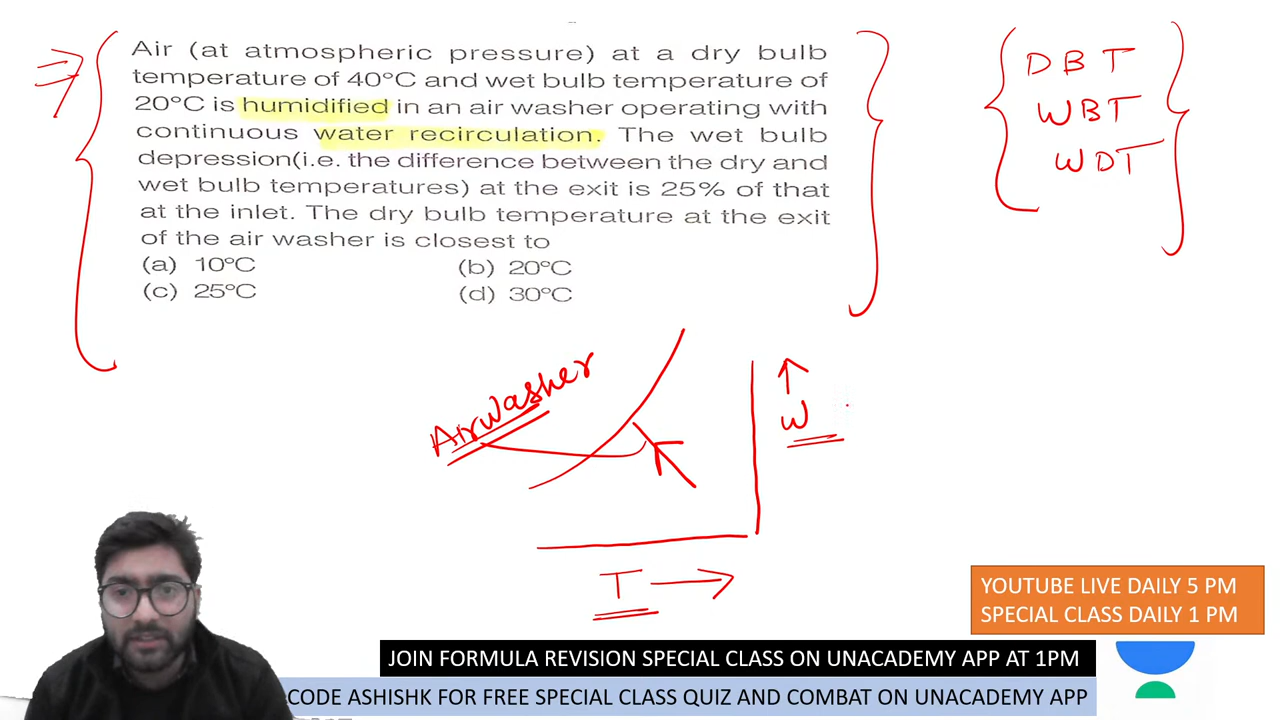 Air (at atmospheric pressure) at a dry bulb
temperature of 40°C and wet bulb temperature of
20°C is humidified in an air washer operating with
continuous water recirculation. The wet bulb
depression(i.e. the difference between the dry and
wet bulb temperatures) at the exit is 25% of that
at the inlet. The dry bulb temperature at the exit
of the air washer is closest to
(a) 10°C (b) 20°C
(c) 25°C (d) 30°C
DBT
WBT
WDT
Airwasher
W
T
YOUTUBE LIVE DAILY 5 PM
SPECIAL CLASS DAILY 1 PM
JOIN FORMULA REVISION SPECIAL CLASS ON UNACADEMY APP AT 1PM
CODE ASHISHK FOR FREE SPECIAL CLASS QUIZ AND COMBAT ON UNACADEMY APP